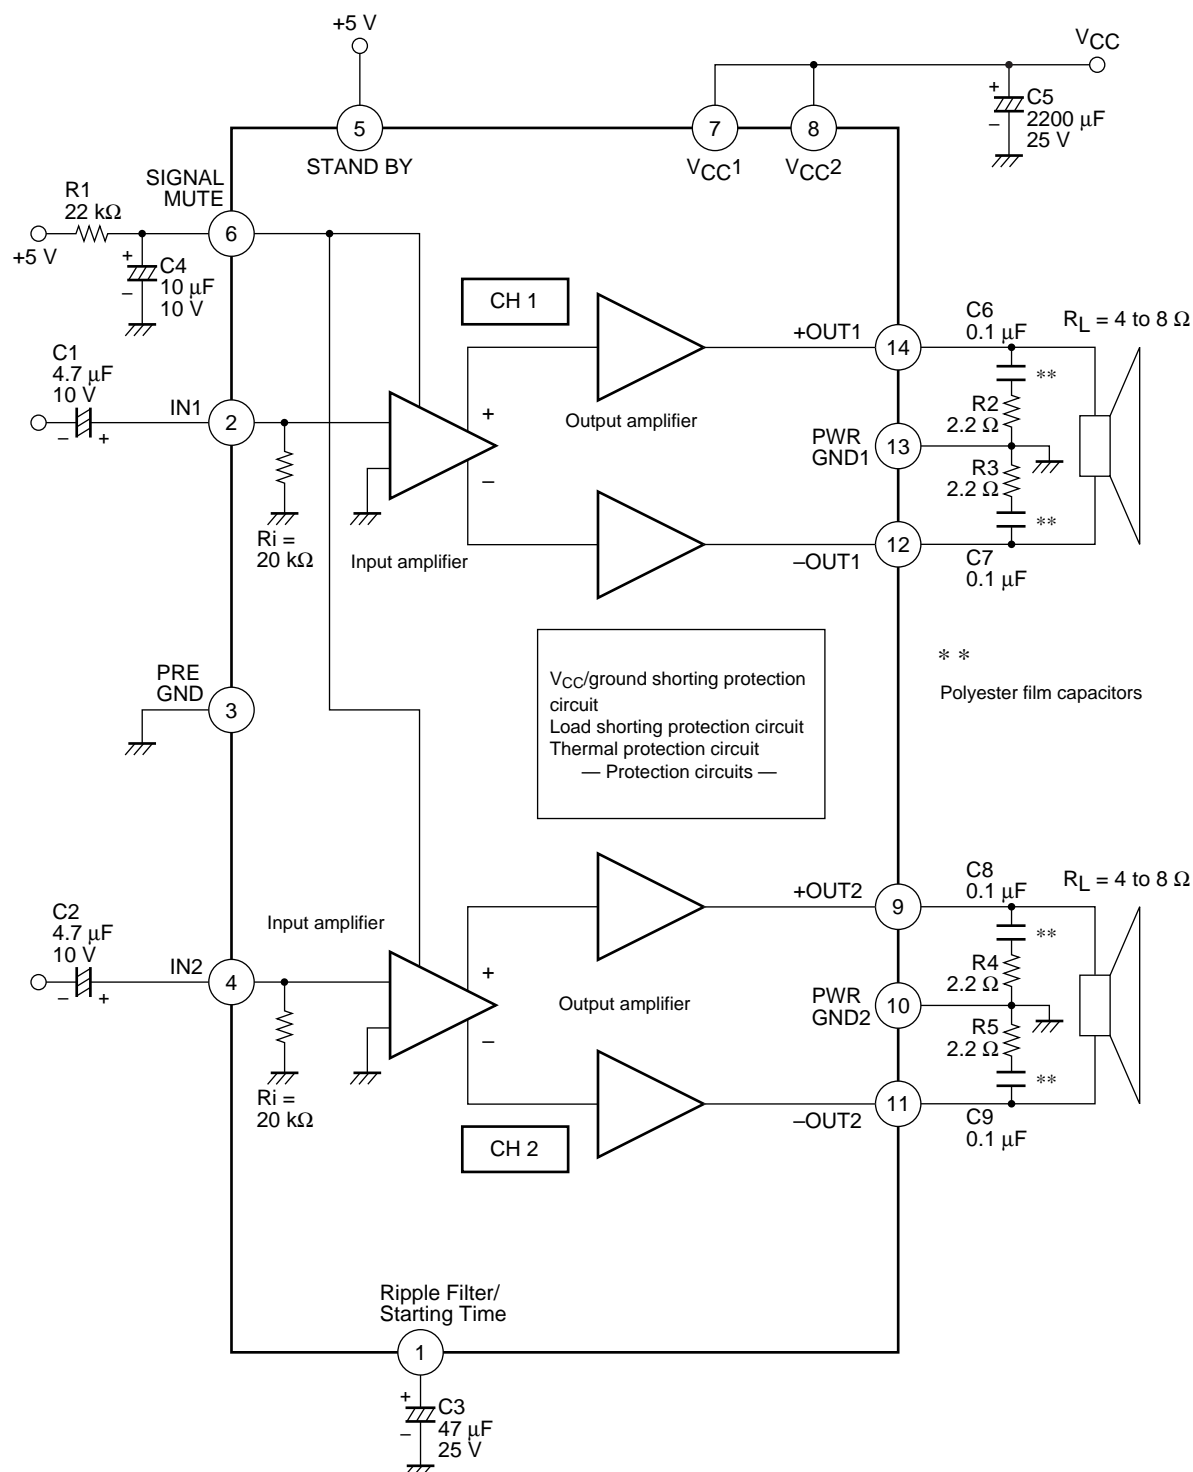 +5 V
VCC
+
C5
– 2200 µF
25 V
5
7
8
STAND BY
VCC1
VCC2
SIGNAL
MUTE
R1
22 kΩ
6
+5 V
+
C4
– 10 µF
10 V
CH 1
C1
4.7 µF
10 V
– +
IN1
2
Ri =
20 kΩ
Input amplifier
+
–
Output amplifier
+OUT1
14
C6
0.1 µF
RL = 4 to 8 Ω
**
R2
2.2 Ω
PWR
GND1
13
R3
2.2 Ω
**
–OUT1
12
C7
0.1 µF
PRE
GND
3
VCC/ground shorting protection
circuit
Load shorting protection circuit
Thermal protection circuit
— Protection circuits —
* *
Polyester film capacitors
C2
4.7 µF
10 V
– +
IN2
4
Ri =
20 kΩ
Input amplifier
+
–
Output amplifier
+OUT2
9
C8
0.1 µF
RL = 4 to 8 Ω
**
R4
2.2 Ω
PWR
GND2
10
R5
2.2 Ω
**
–OUT2
11
C9
0.1 µF
CH 2
Ripple Filter/
Starting Time
1
+
C3
– 47 µF
25 V